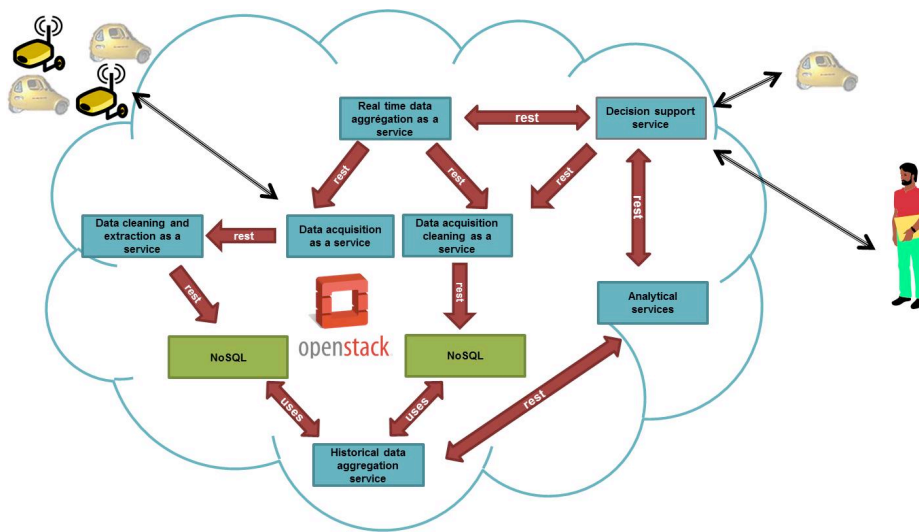 Real time data
aggrégation as a
service
rest
Decision support
service
rest
rest
rest
rest
Data cleaning and
extraction as a
service
rest
Data acquisition
as a service
Data acquisition
cleaning as a
service
rest
rest
Analytical
services
NoSQL
openstack
NoSQL
rest
uses
uses
Historical data
aggregation
service